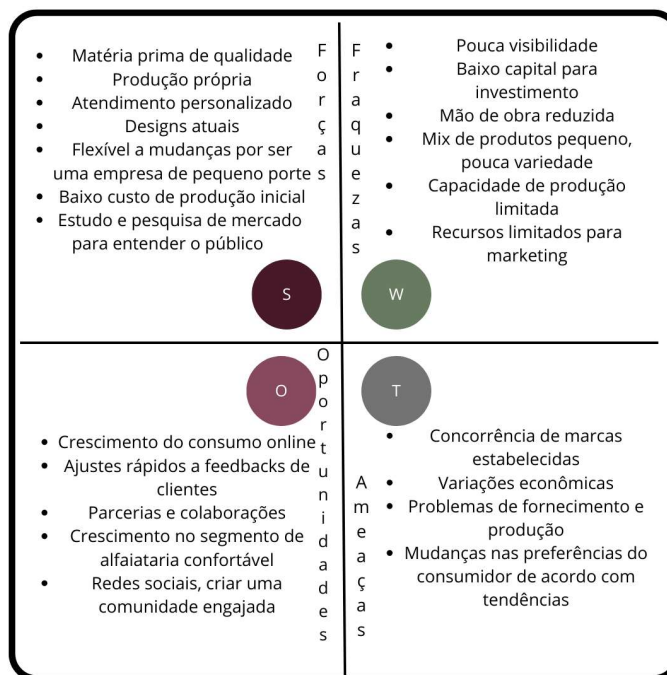 Forças
Matéria prima de qualidade
Produção própria
Atendimento personalizado
Designs atuais
Flexível a mudanças por ser
uma empresa de pequeno porte
Baixo custo de produção inicial
Estudo e pesquisa de mercado
para entender o público
S
Fraquezas
Pouca visibilidade
Baixo capital para
investimento
Mão de obra reduzida
Mix de produtos pequeno,
pouca variedade
Capacidade de produção
limitada
Recursos limitados para
marketing
W
Oportunidades
O
Crescimento do consumo online
Ajustes rápidos a feedbacks de
clientes
Parcerias e colaborações
Crescimento no segmento de
alfaiataria confortável
Redes sociais, criar uma
comunidade engajada
T
Ameaças
Concorrência de marcas
estabelecidas
Variações econômicas
Problemas de fornecimento e
produção
Mudanças nas preferências do
consumidor de acordo com
tendências